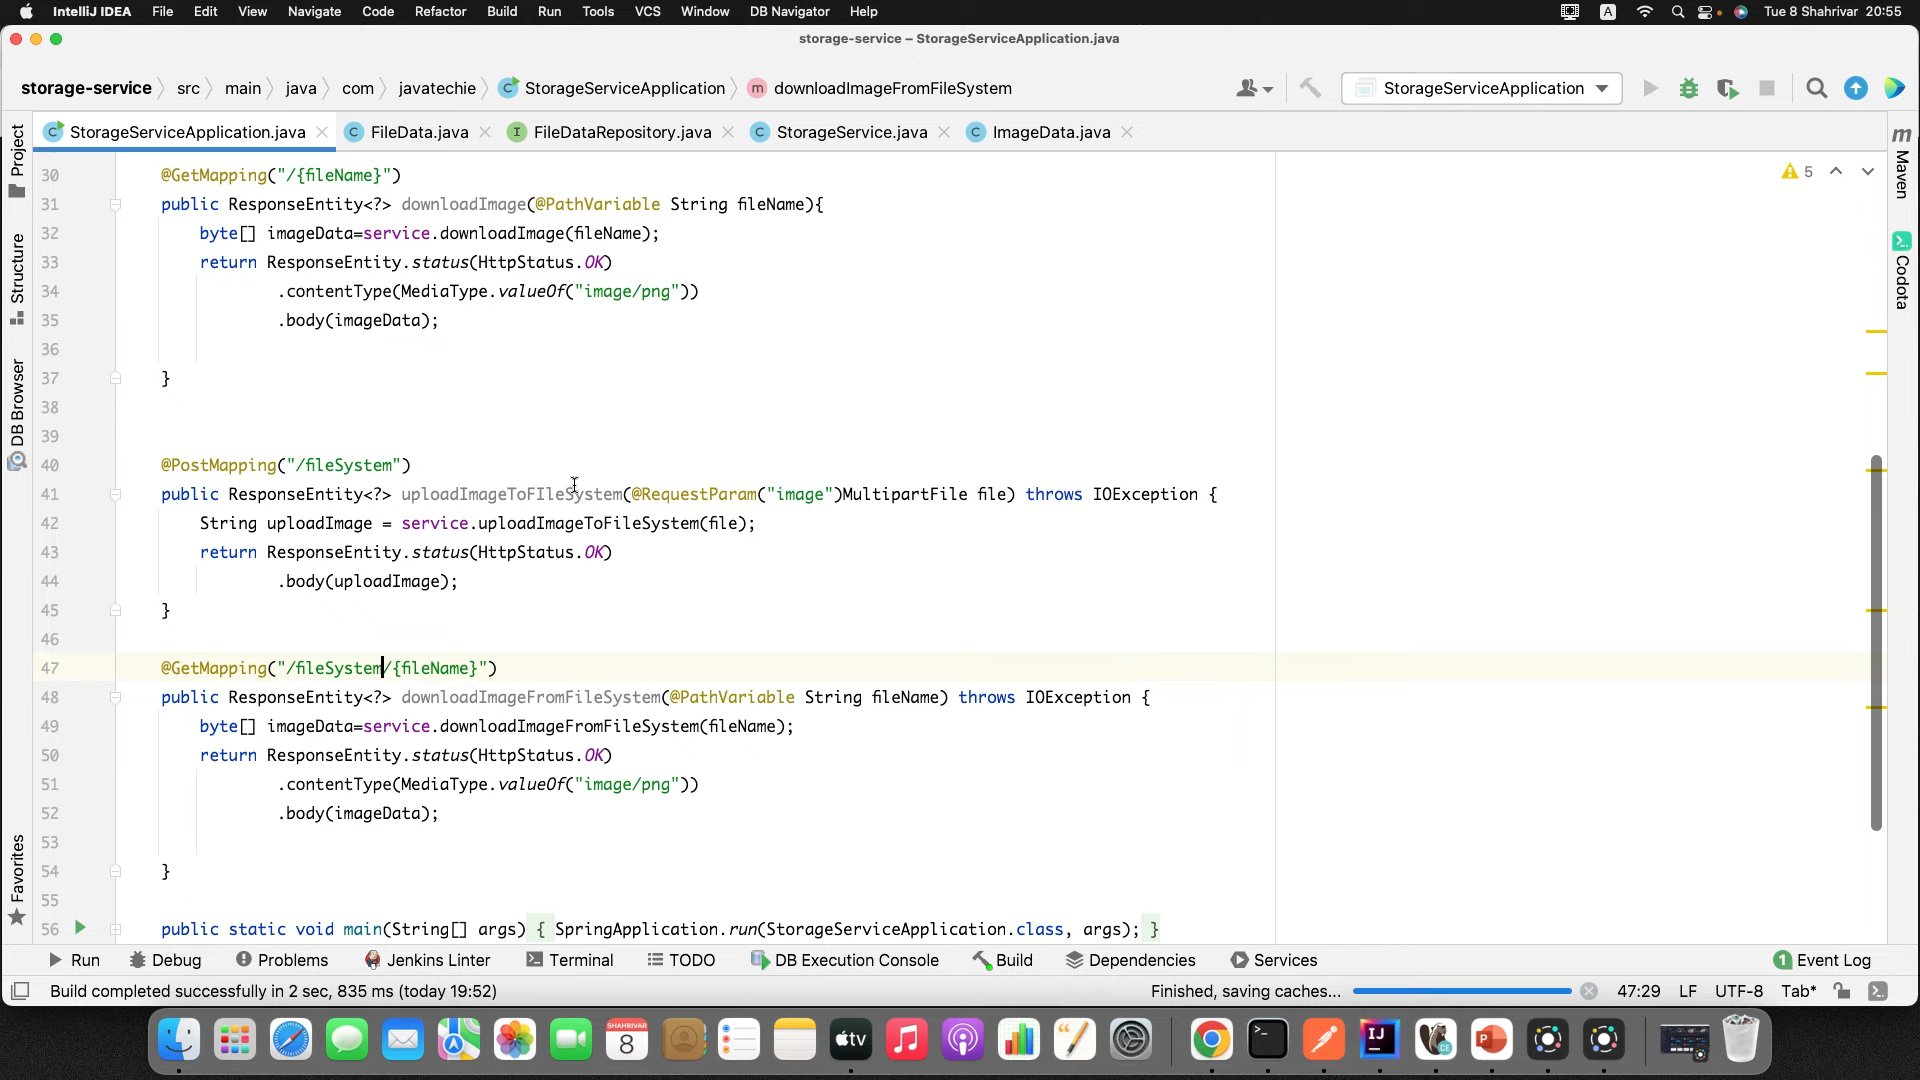 IntelliJ IDEA File Edit View Navigate Code Refactor Build Run Tools VCS Window DB Navigator Help A Tue 8 Shahrivar 20:55
storage-service – StorageServiceApplication.java
storage-service src main java com javatechie StorageServiceApplication m downloadImageFromFileSystem StorageServiceApplication
StorageServiceApplication.java FileData.java FileDataRepository.java StorageService.java ImageData.java
Project
Structure
DB Browser
Favorites
30 @GetMapping("/{fileName}")
31 public ResponseEntity<?> downloadImage(@PathVariable String fileName){
32 byte[] imageData=service.downloadImage(fileName);
33 return ResponseEntity.status(HttpStatus.OK)
34 .contentType(MediaType.valueOf("image/png"))
35 .body(imageData);
36
37 }
38
39
40 @PostMapping("/fileSystem")
41 public ResponseEntity<?> uploadImageToFIleSystem(@RequestParam("image")MultipartFile file) throws IOException {
42 String uploadImage = service.uploadImageToFileSystem(file);
43 return ResponseEntity.status(HttpStatus.OK)
44 .body(uploadImage);
45 }
46
47 @GetMapping("/fileSystem/{fileName}")
48 public ResponseEntity<?> downloadImageFromFileSystem(@PathVariable String fileName) throws IOException {
49 byte[] imageData=service.downloadImageFromFileSystem(fileName);
50 return ResponseEntity.status(HttpStatus.OK)
51 .contentType(MediaType.valueOf("image/png"))
52 .body(imageData);
53
54 }
55
56 public static void main(String[] args) { SpringApplication.run(StorageServiceApplication.class, args); }
5
m
Maven
Codota
Run Debug Problems Jenkins Linter Terminal TODO DB Execution Console Build Dependencies Services 1 Event Log
Build completed successfully in 2 sec, 835 ms (today 19:52) Finished, saving caches... 47:29 LF UTF-8 Tab*
SHAHRIVAR
8
tv
IJ
CE
P